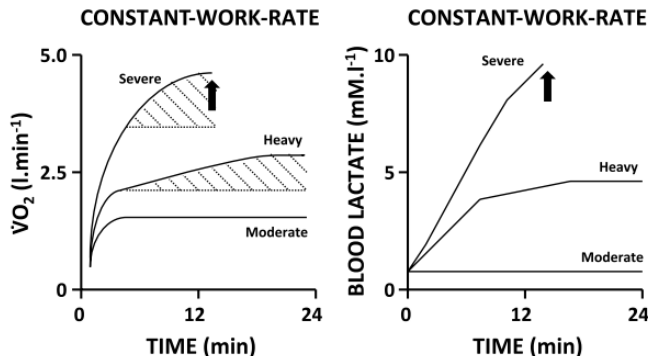 CONSTANT-WORK-RATE
5.0
Severe
Heavy
2.5
Moderate
0
0
12
24
V̇O₂ (l.min⁻¹)
TIME (min)
CONSTANT-WORK-RATE
10
Severe
Heavy
5
Moderate
0
0
12
24
BLOOD LACTATE (mM.l⁻¹)
TIME (min)